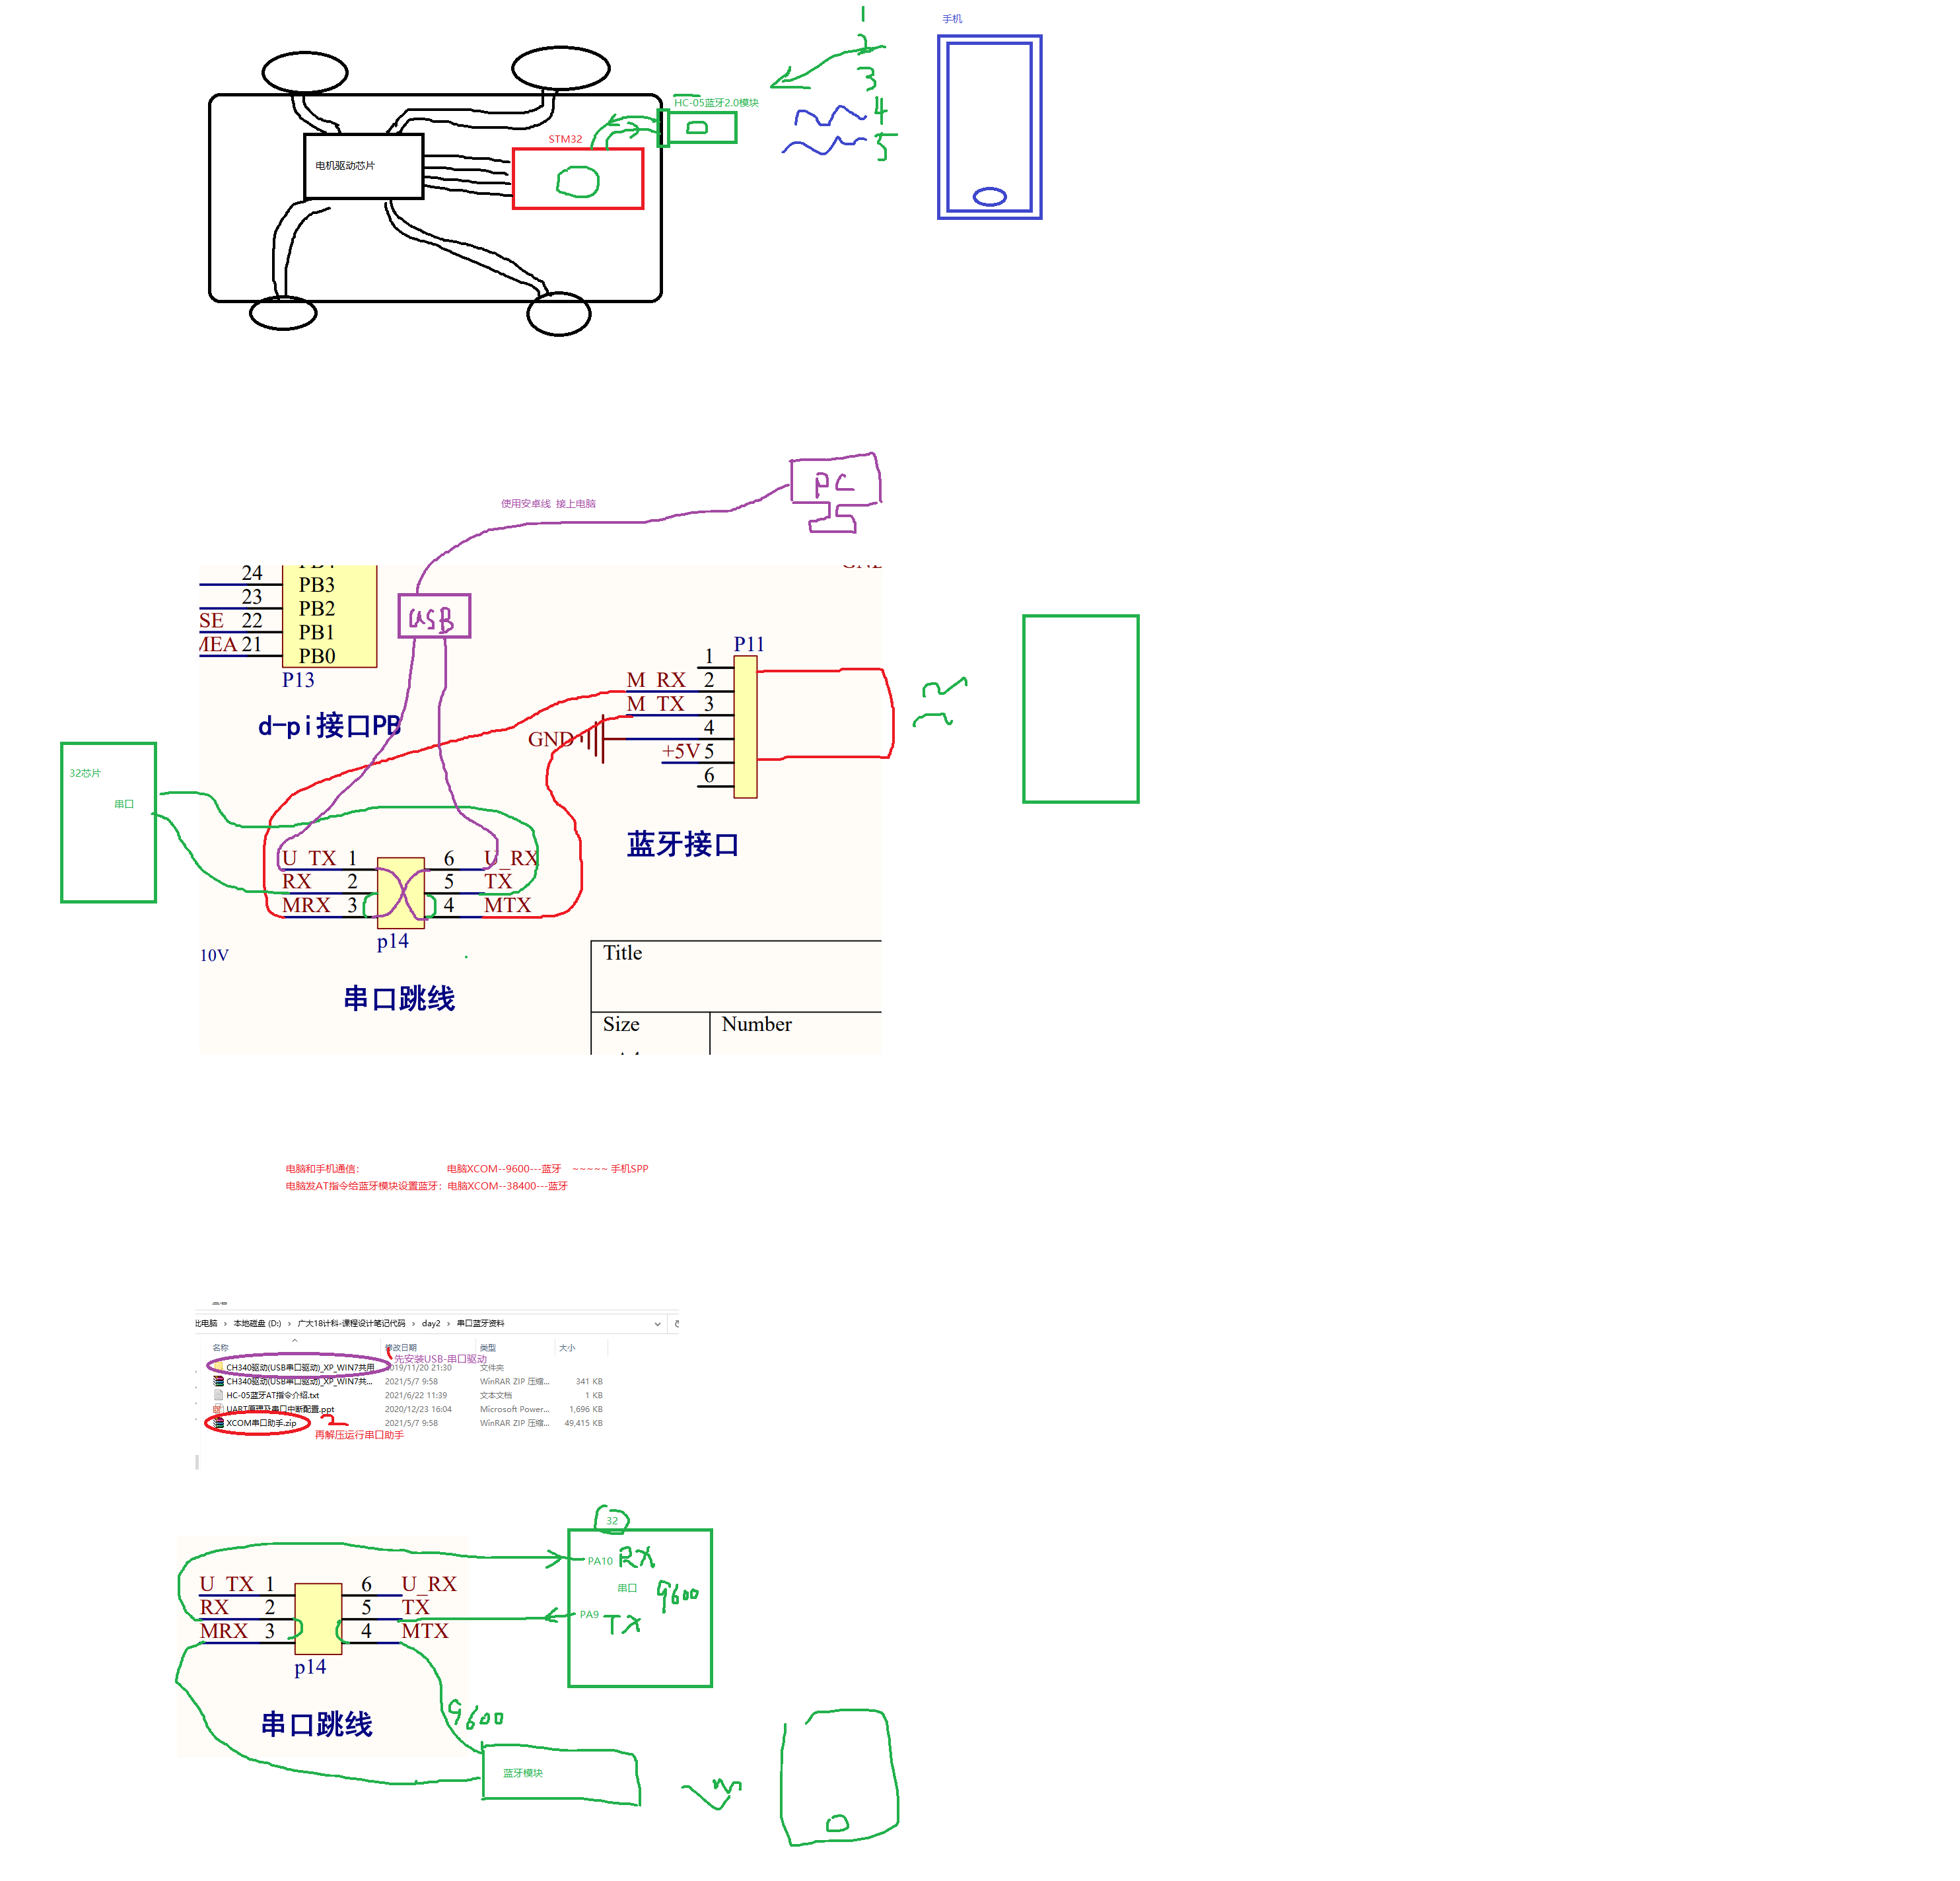 1
手机
2
3
HC-05蓝牙2.0模块
4
5
STM32
电机驱动芯片
PC
使用安卓线 接上电脑
24
PB3
23
PB2
SE 22
PB1
MEA 21
PB0
P13
USB
d-pi接口PB
P11
1
M_RX 2
M_TX 3
4
GND
+5V 5
6
蓝牙接口
32芯片
串口
U_TX 1
6 U_RX
RX 2
5 TX
MRX 3
4 MTX
p14
10V
串口跳线
Title
Size
Number
电脑和手机通信: 电脑XCOM--9600---蓝牙 ~~~~~ 手机SPP
电脑发AT指令给蓝牙模块设置蓝牙: 电脑XCOM--38400---蓝牙
此电脑 › 本地磁盘 (D:) › 广大18计科-课程设计笔记代码 › day2 › 串口蓝牙资料
名称 修改日期 类型 大小
先安装USB-串口驱动
CH340驱动(USB串口驱动)_XP_WIN7共用 2019/11/20 21:30 文件夹
CH340驱动(USB串口驱动)_XP_WIN7共... 2021/5/7 9:58 WinRAR ZIP 压缩... 341 KB
HC-05蓝牙AT指令介绍.txt 2021/6/22 11:39 文本文档 1 KB
UART原理及串口中断配置.ppt 2020/12/23 16:04 Microsoft Power... 1,696 KB
XCOM串口助手.zip 2021/5/7 9:58 WinRAR ZIP 压缩... 49,415 KB
2
再解压运行串口助手
32
PA10 RX
串口 9600
PA9 TX
U_TX 1
6 U_RX
RX 2
5 TX
MRX 3
4 MTX
p14
串口跳线
9600
蓝牙模块